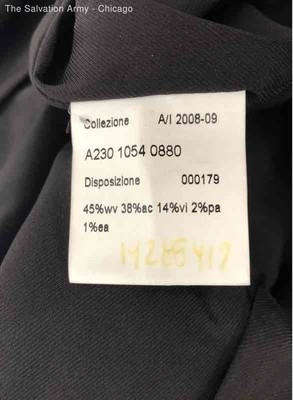 The Salvation Army - Chicago
Collezione A/I 2008-09
A230 1054 0880
Disposizione 000179
45%wv 38%ac 14%vi 2%pa
1%ea